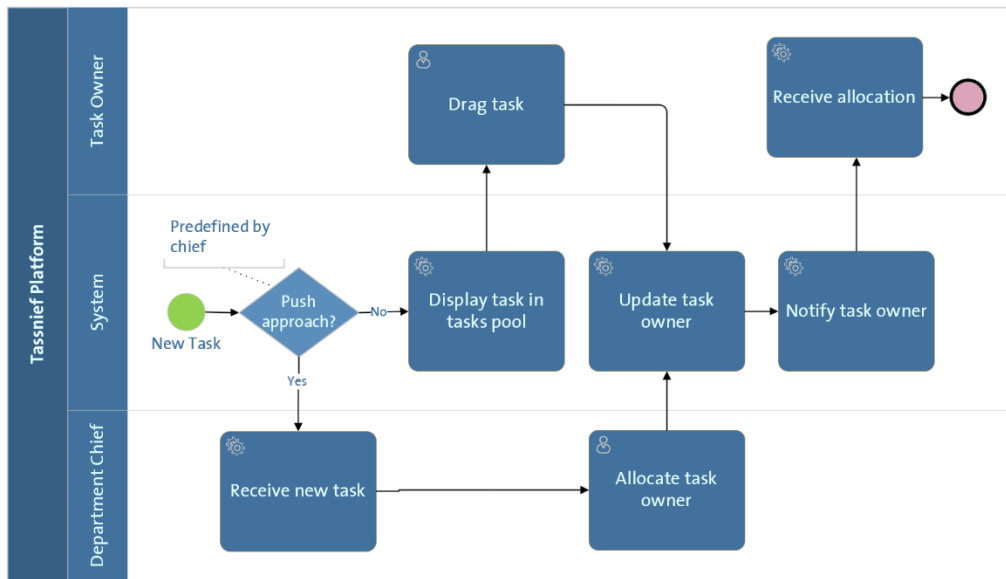 Tassnief Platform
Task Owner
Drag task
Receive allocation
System
Predefined by
chief
New Task
Push
approach?
No
Yes
Display task in
tasks pool
Update task
owner
Notify task owner
Department Chief
Receive new task
Allocate task
owner